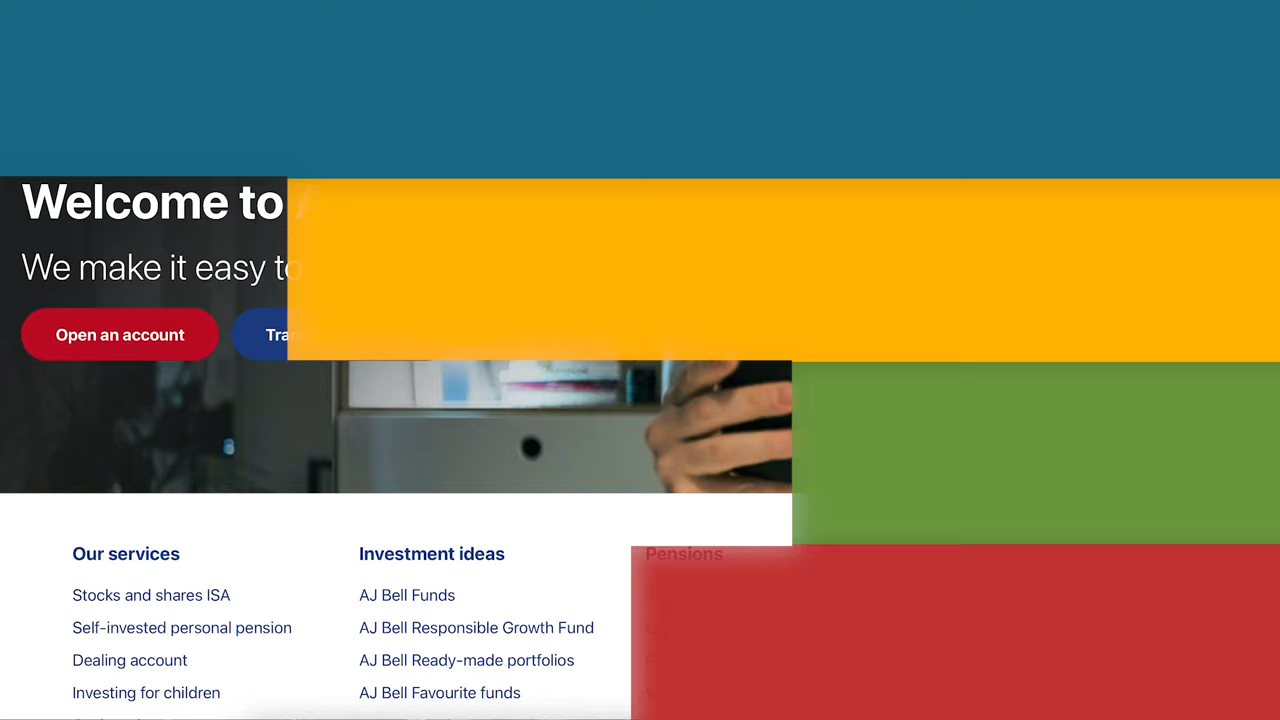 Welcome to
We make it easy to
Open an account
Our services
Stocks and shares ISA
Self-invested personal pension
Dealing account
Investing for children
Investment ideas
AJ Bell Funds
AJ Bell Responsible Growth Fund
AJ Bell Ready-made portfolios
AJ Bell Favourite funds
Pensions